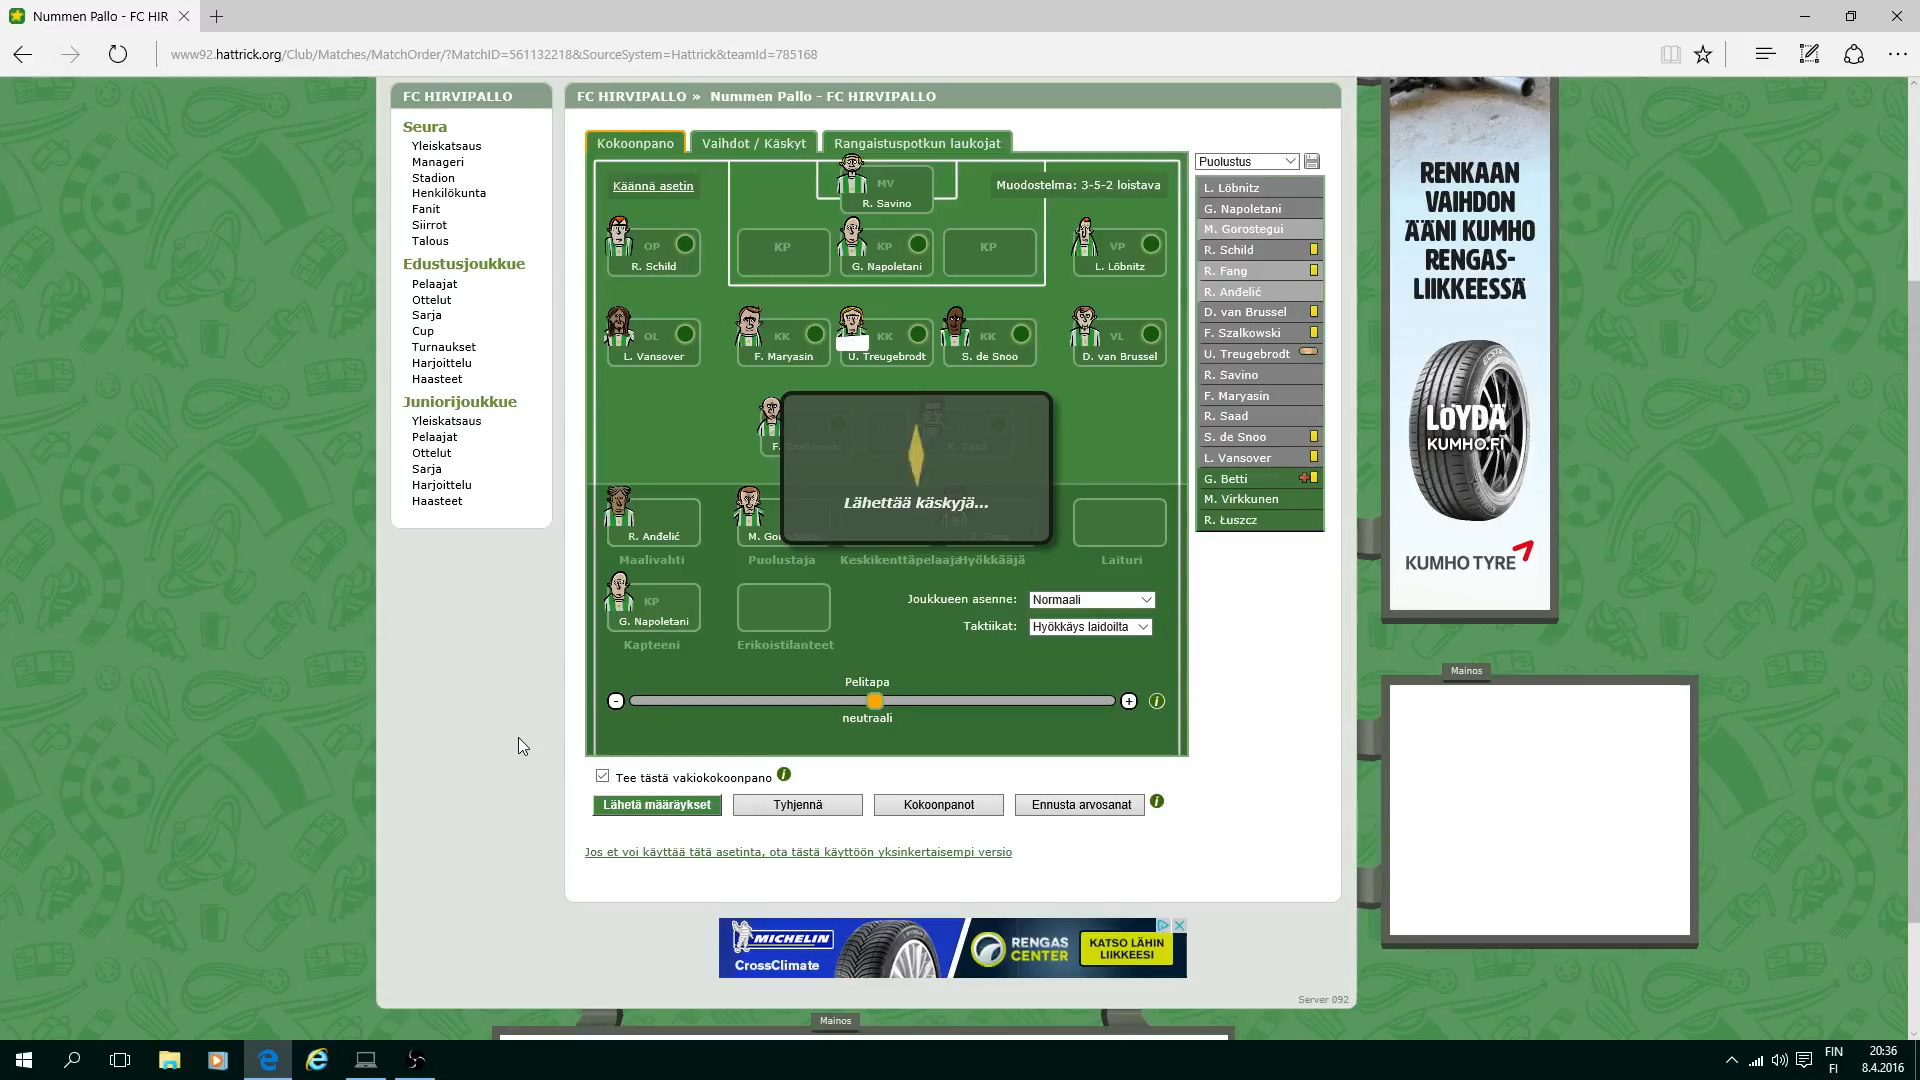 Nummen Pallo - FC HIR
www92.hattrick.org/Club/Matches/MatchOrder/?MatchID=561132218&SourceSystem=Hattrick&teamId=785168
FC HIRVIPALLO
Seura
Yleiskatsaus
Manageri
Stadion
Henkilökunta
Fanit
Siirrot
Talous
Edustusjoukkue
Pelaajat
Ottelut
Sarja
Cup
Turnaukset
Harjoittelu
Haasteet
Juniorijoukkue
Yleiskatsaus
Pelaajat
Ottelut
Sarja
Harjoittelu
Haasteet
FC HIRVIPALLO » Nummen Pallo - FC HIRVIPALLO
Kokoonpano
Vaihdot / Käskyt
Rangaistuspotkun laukojat
Käännä asetin
MV
R. Savino
Muodostelma: 3-5-2 loistava
OP
R. Schild
KP
KP
G. Napoletani
KP
VP
L. Löbnitz
OL
L. Vansover
KK
F. Maryasin
KK
U. Treugebrodt
KK
S. de Snoo
VL
D. van Brussel
F. Szalkowski
R. Saad
Lähettää käskyjä...
R. Anđelić
M. Gorostegui
R. Fang
Maalivahti
Puolustaja
Keskikenttäpelaaja
Hyökkääjä
Laituri
KP
G. Napoletani
Kapteeni
Erikoistilanteet
Joukkueen asenne:
Normaali
Taktiikat:
Hyökkäys laidoilta
Pelitapa
-
+
i
neutraali
Tee tästä vakiokokoonpano
i
Lähetä määräykset
Tyhjennä
Kokoonpanot
Ennusta arvosanat
i
Jos et voi käyttää tätä asetinta, ota tästä käyttöön yksinkertaisempi versio
Puolustus
L. Löbnitz
G. Napoletani
M. Gorostegui
R. Schild
R. Fang
R. Anđelić
D. van Brussel
F. Szalkowski
U. Treugebrodt
R. Savino
F. Maryasin
R. Saad
S. de Snoo
L. Vansover
G. Betti
M. Virkkunen
R. Łuszcz
RENKAAN
VAIHDON
ÄÄNI KUMHO
RENGAS-
LIIKKEESSÄ
LÖYDÄ
KUMHO.FI
KUMHO TYRE
Mainos
MICHELIN
CrossClimate
RENGAS
CENTER
KATSO LÄHIN
LIIKKEESI
Server 092
Mainos
FIN
FI
20:36
8.4.2016